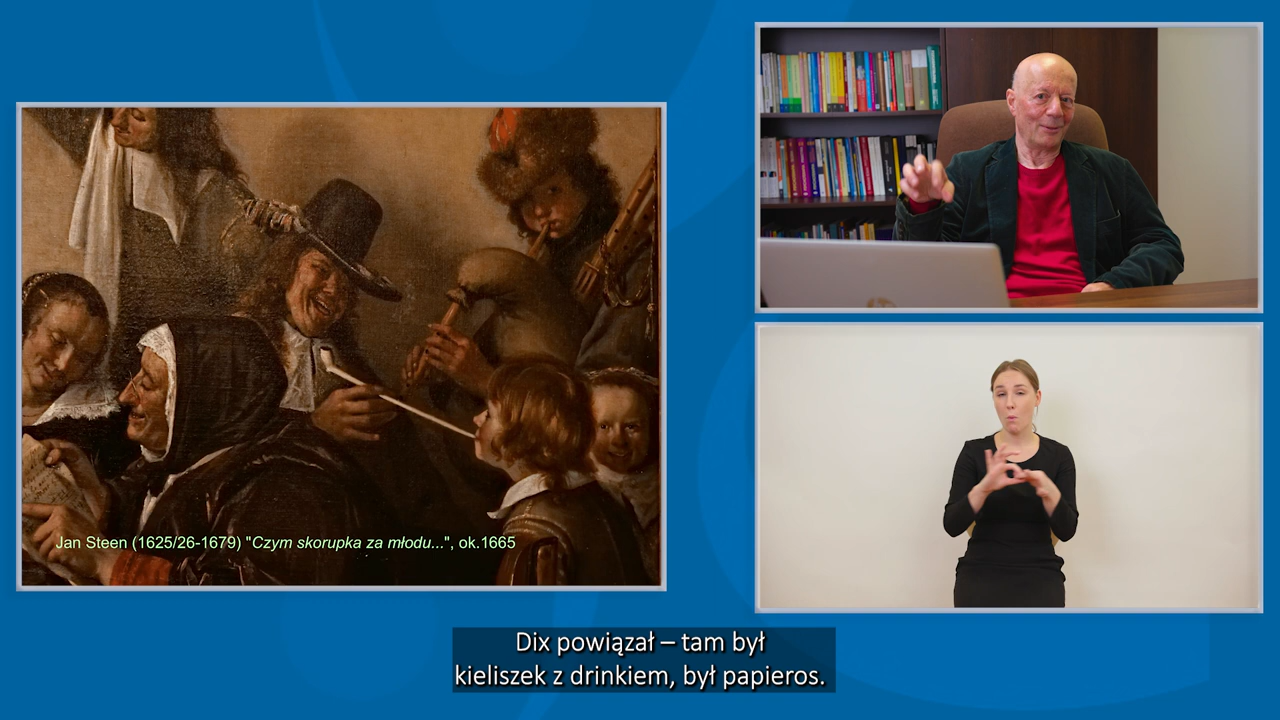 Jan Steen (1625/26-1679) "Czym skorupka za młodu...", ok.1665
Dix powiązał – tam był
kieliszek z drinkiem, był papieros.